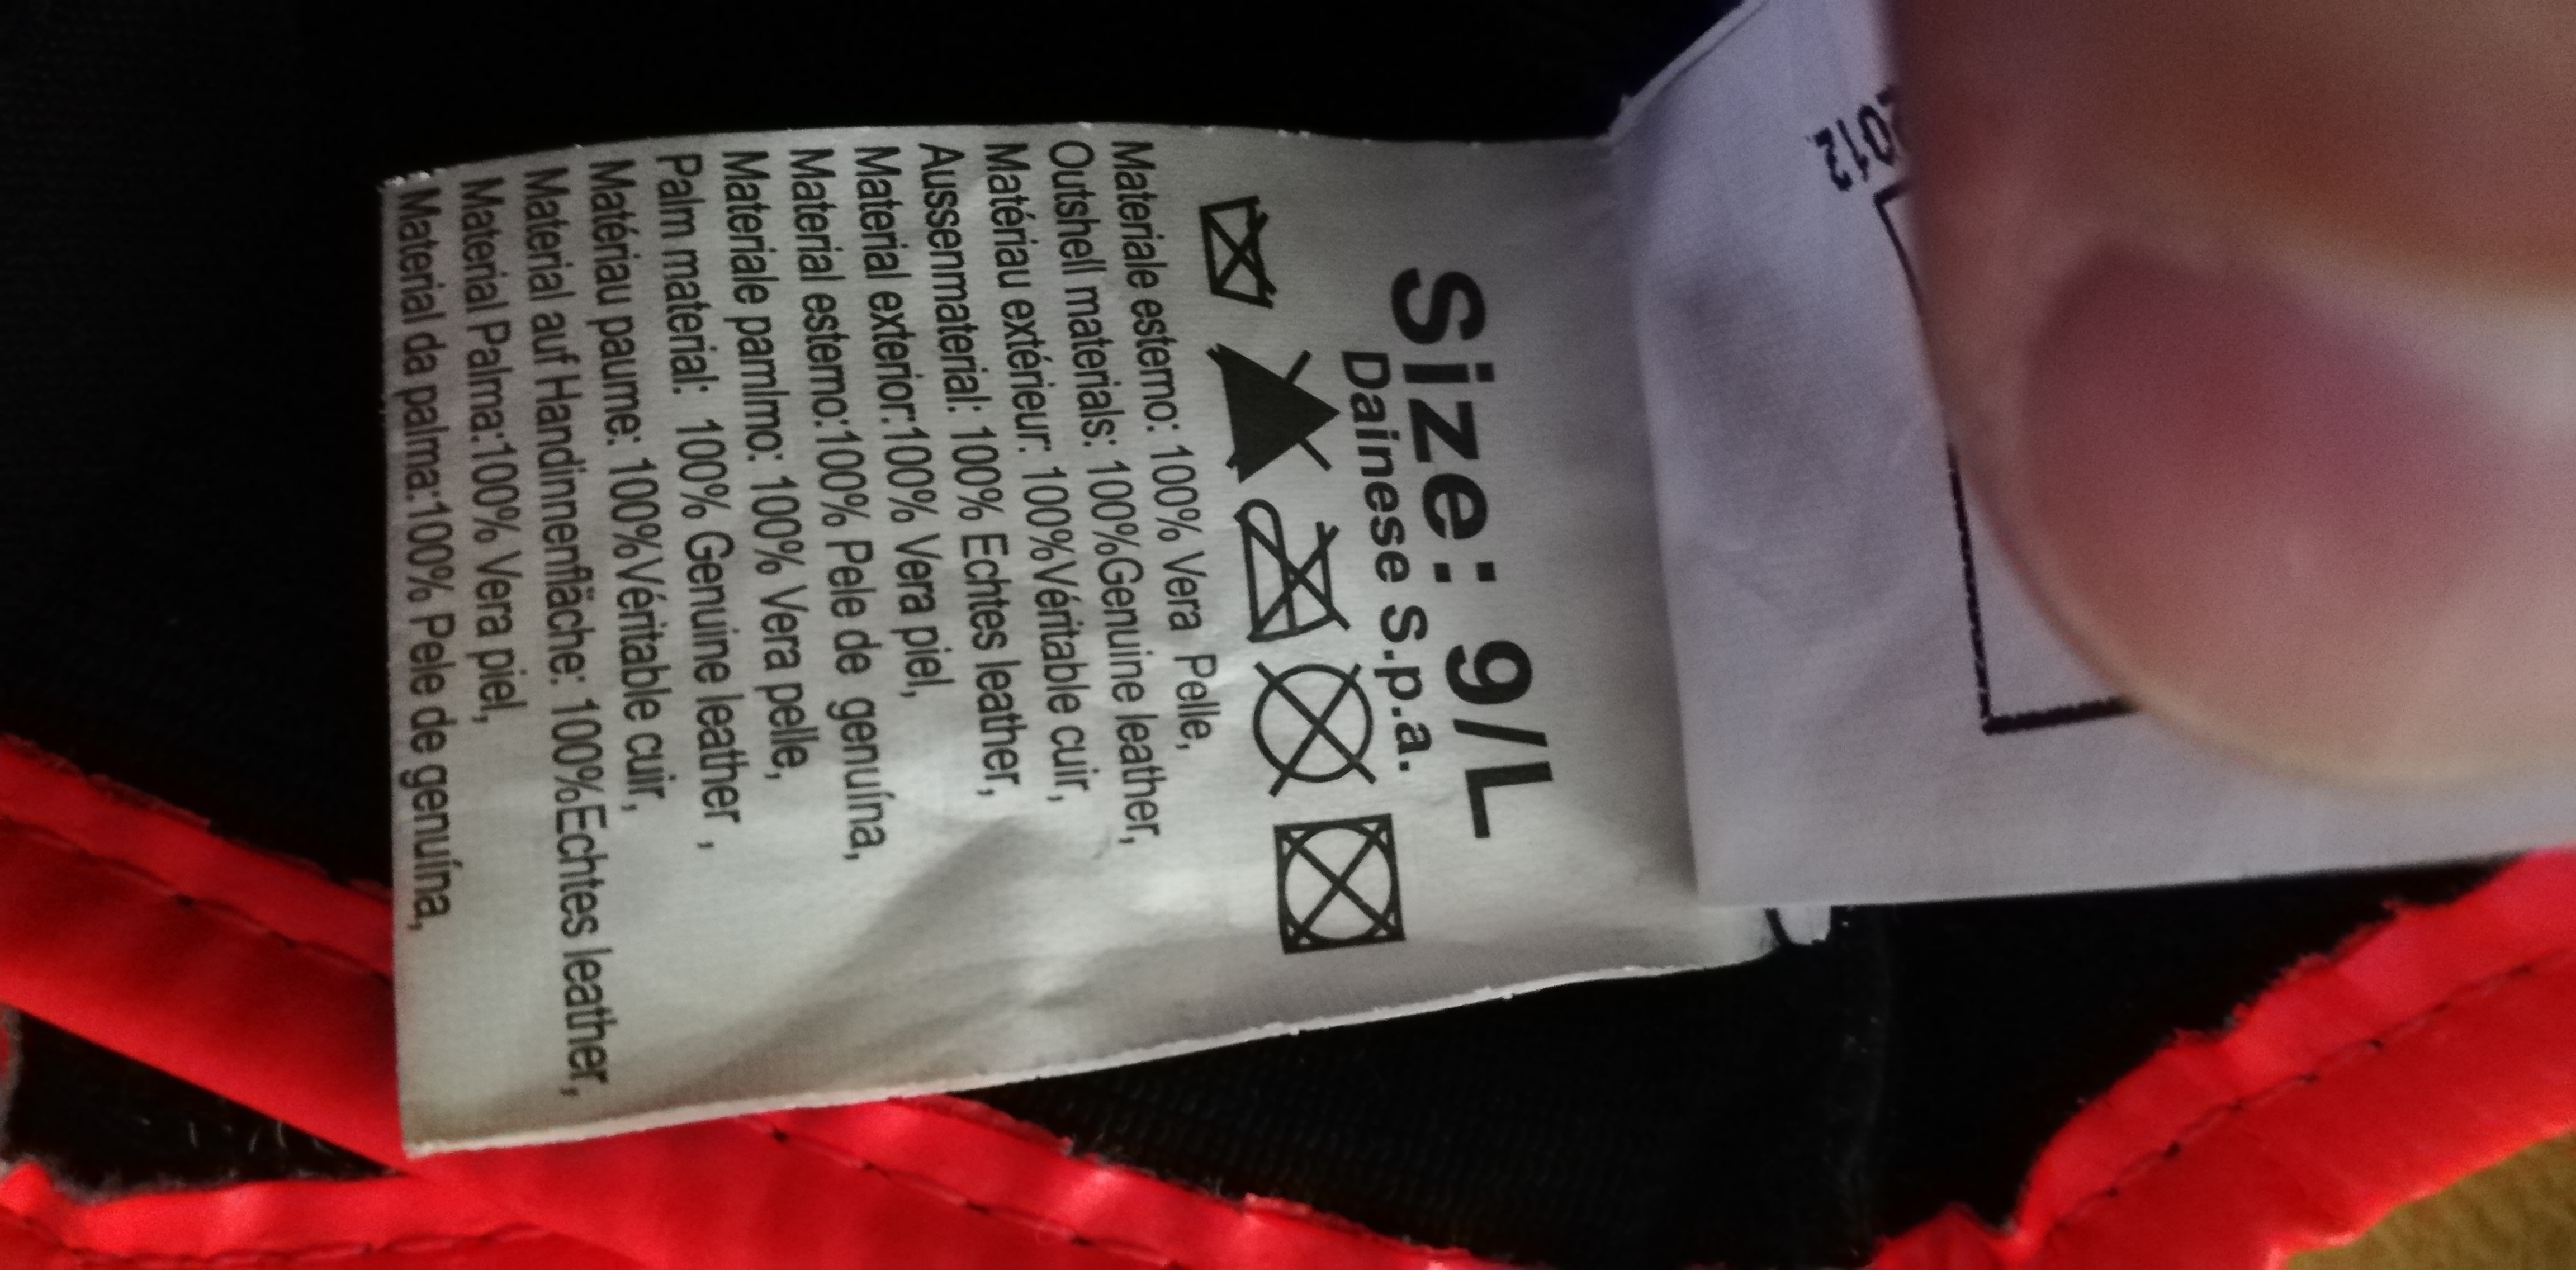 Size: 9/L
Dainese S.p.a.
Materiale esterno: 100% Vera Pelle,
Outshell materials: 100%Genuine leather,
Matériau extérieur: 100%Véritable cuir,
Aussenmaterial: 100% Echtes leather,
Material exterior:100% Vera piel,
Material esterno:100% Pele de genuína,
Materiale pamlmo: 100% Vera pelle,
Palm material: 100% Genuine leather ,
Matériau paume: 100%Véritable cuir,
Material auf Handinnenfläche: 100%Echtes leather,
Material Palma:100% Vera piel,
Material da palma:100% Pele de genuína,